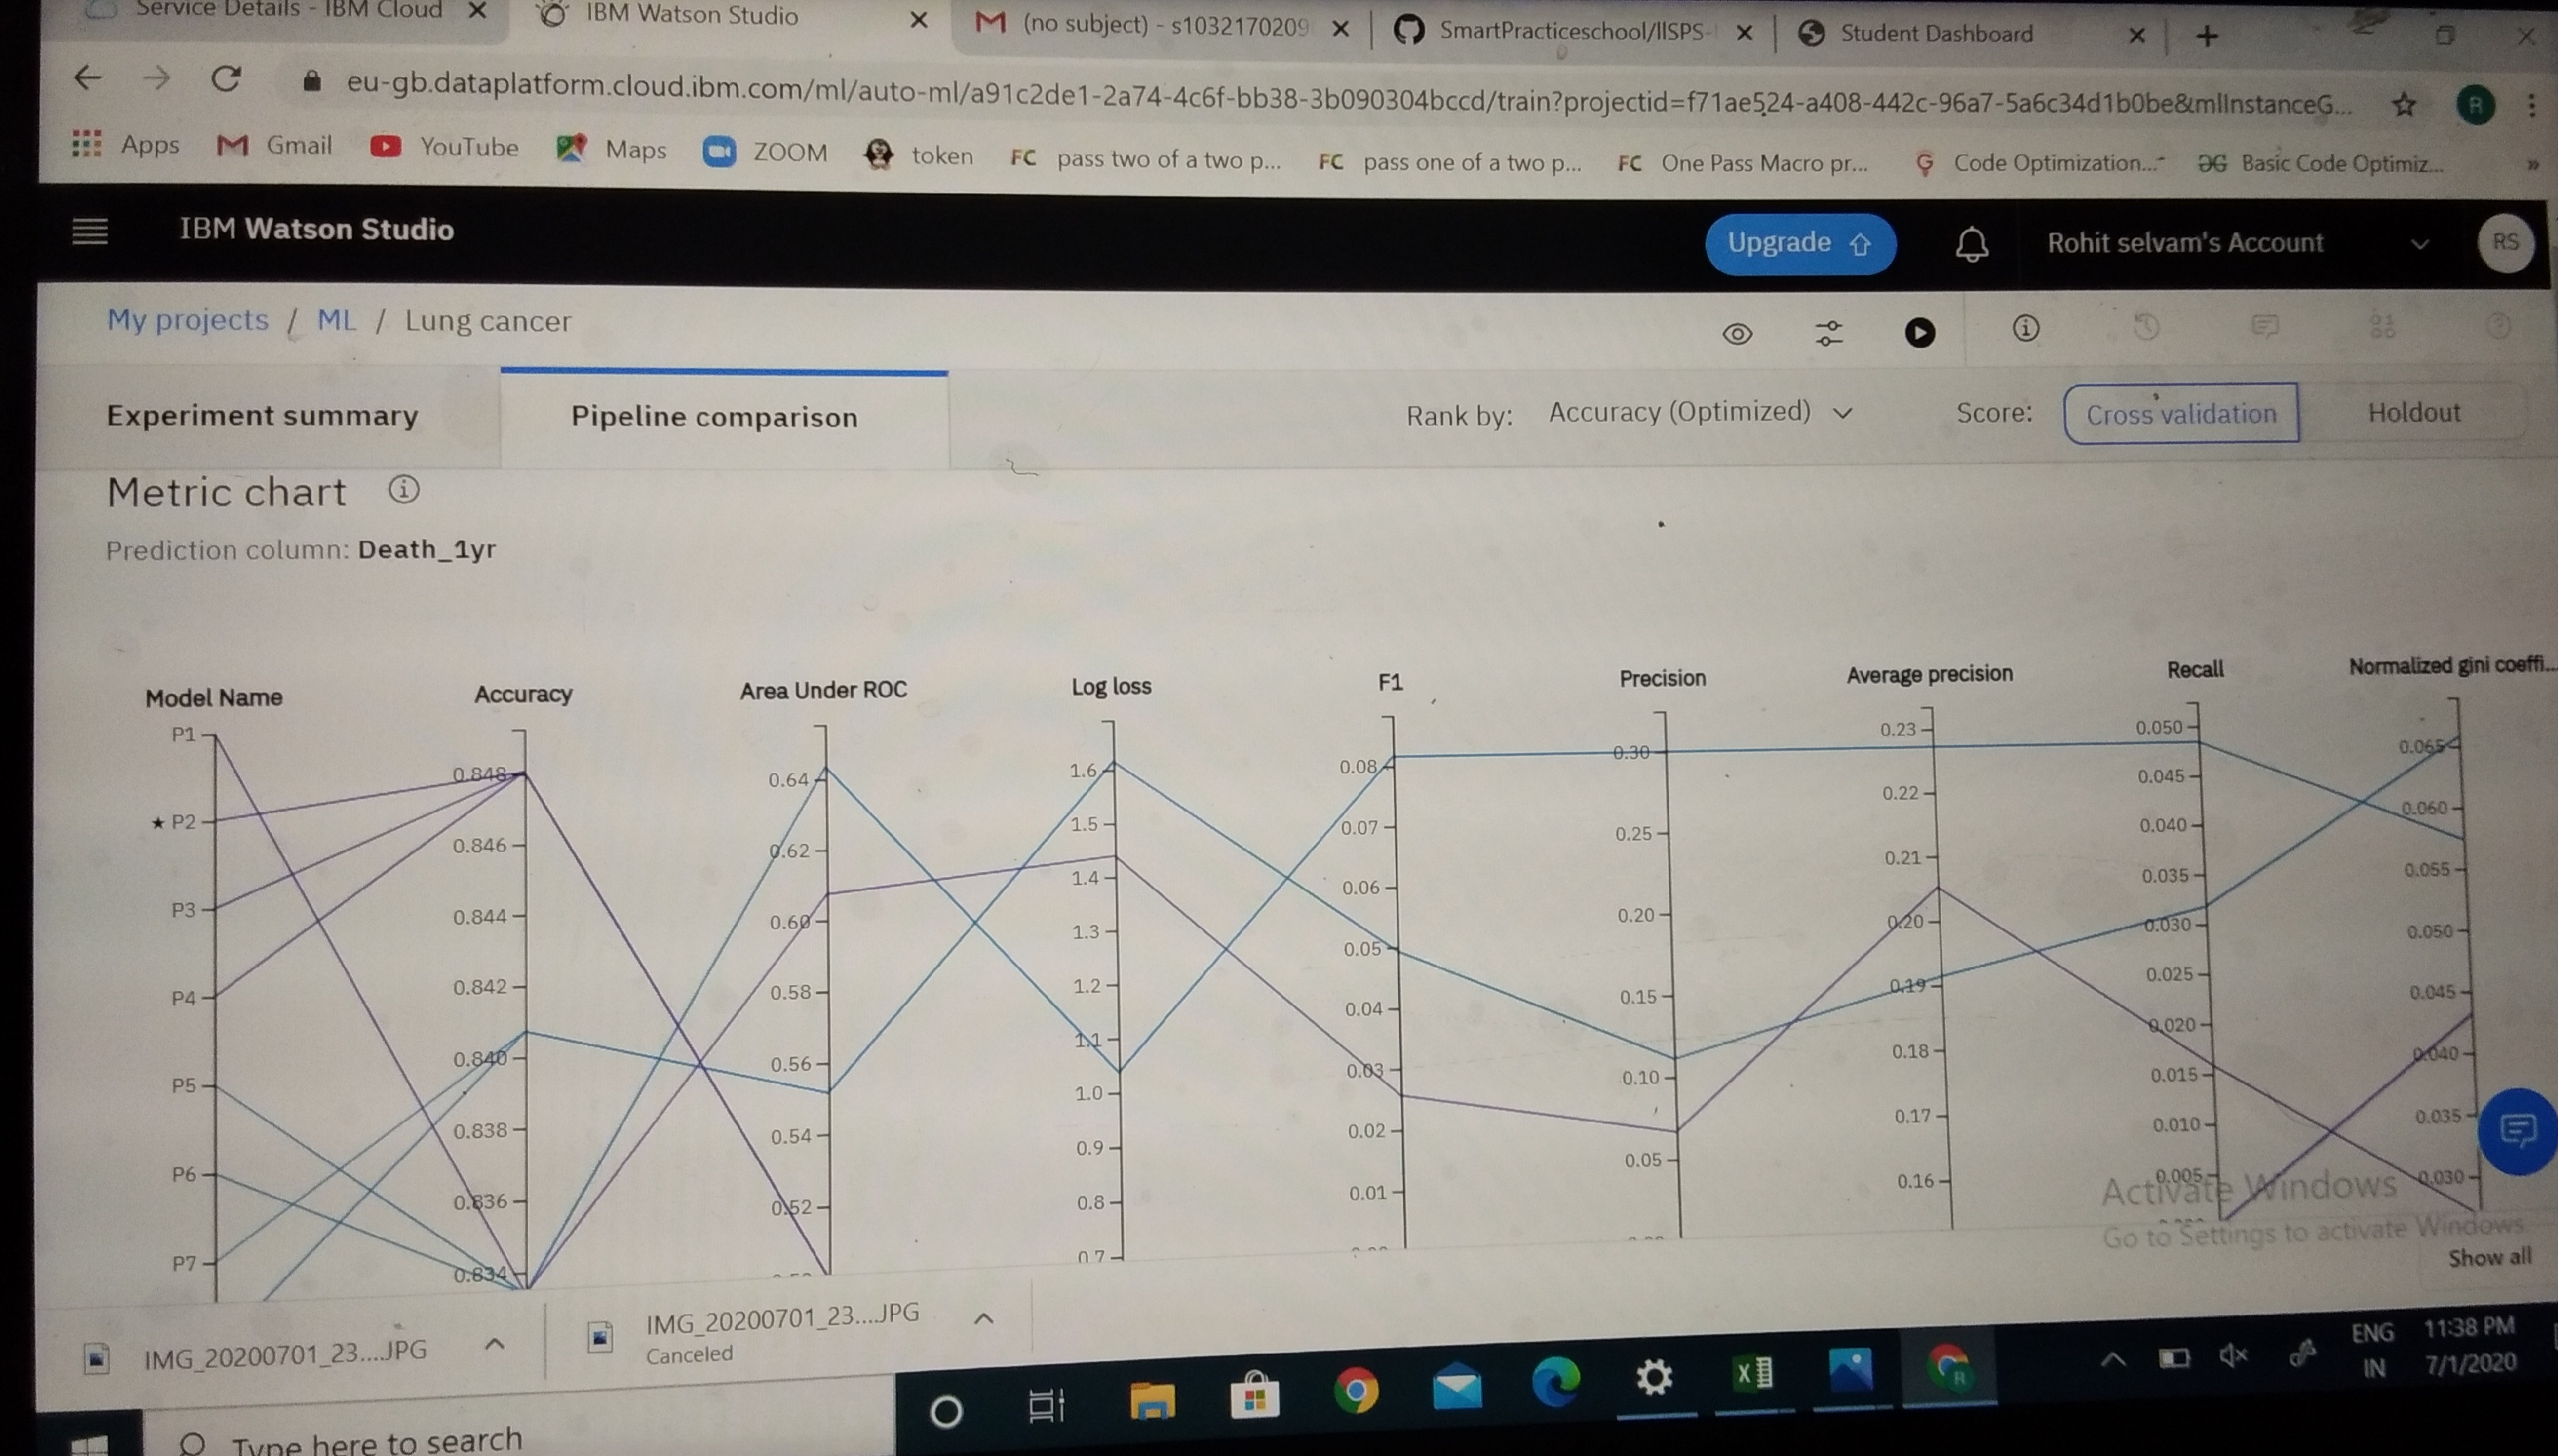 Service Details - IBM Cloud
IBM Watson Studio
(no subject) - s1032170209
SmartPracticeschool/llSPS-
Student Dashboard
eu-gb.dataplatform.cloud.ibm.com/ml/auto-ml/a91c2de1-2a74-4c6f-bb38-3b090304bccd/train?projectid=f71ae524-a408-442c-96a7-5a6c34d1b0be&mlInstanceG...
R
Apps
Gmail
YouTube
Maps
ZOOM
token
FC pass two of a two p...
FC pass one of a two p...
FC One Pass Macro pr...
Code Optimization...
Basic Code Optimiz...
»
IBM Watson Studio
Upgrade
Rohit selvam's Account
RS
My projects / ML / Lung cancer
Experiment summary
Pipeline comparison
Rank by: Accuracy (Optimized)
Score: Cross validation
Holdout
Metric chart
Prediction column: Death_1yr
Model Name
P1
★ P2
P3
P4
P5
P6
P7
Accuracy
0.848
0.846
0.844
0.842
0.840
0.838
0.836
0.834
Area Under ROC
0.64
0.62
0.60
0.58
0.56
0.54
0.52
Log loss
1.6
1.5
1.4
1.3
1.2
1.1
1.0
0.9
0.8
0.7
F1
0.08
0.07
0.06
0.05
0.04
0.03
0.02
0.01
Precision
0.30
0.25
0.20
0.15
0.10
0.05
Average precision
0.23
0.22
0.21
0.20
0.19
0.18
0.17
0.16
Recall
0.050
0.045
0.040
0.035
0.030
0.025
0.020
0.015
0.010
0.005
Normalized gini coeffi...
0.065
0.060
0.055
0.050
0.045
0.040
0.035
0.030
Activate Windows
Go to Settings to activate Windows
IMG_20200701_23....JPG
IMG_20200701_23....JPG
Canceled
Show all
Type here to search
ENG
IN
11:38 PM
7/1/2020